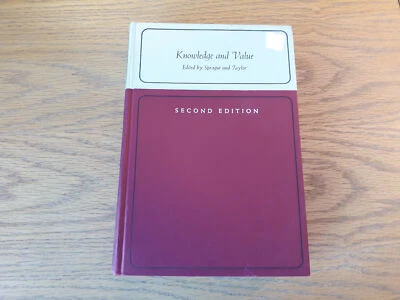 Knowledge and Value
Edited by Sprague and Taylor
SECOND EDITION